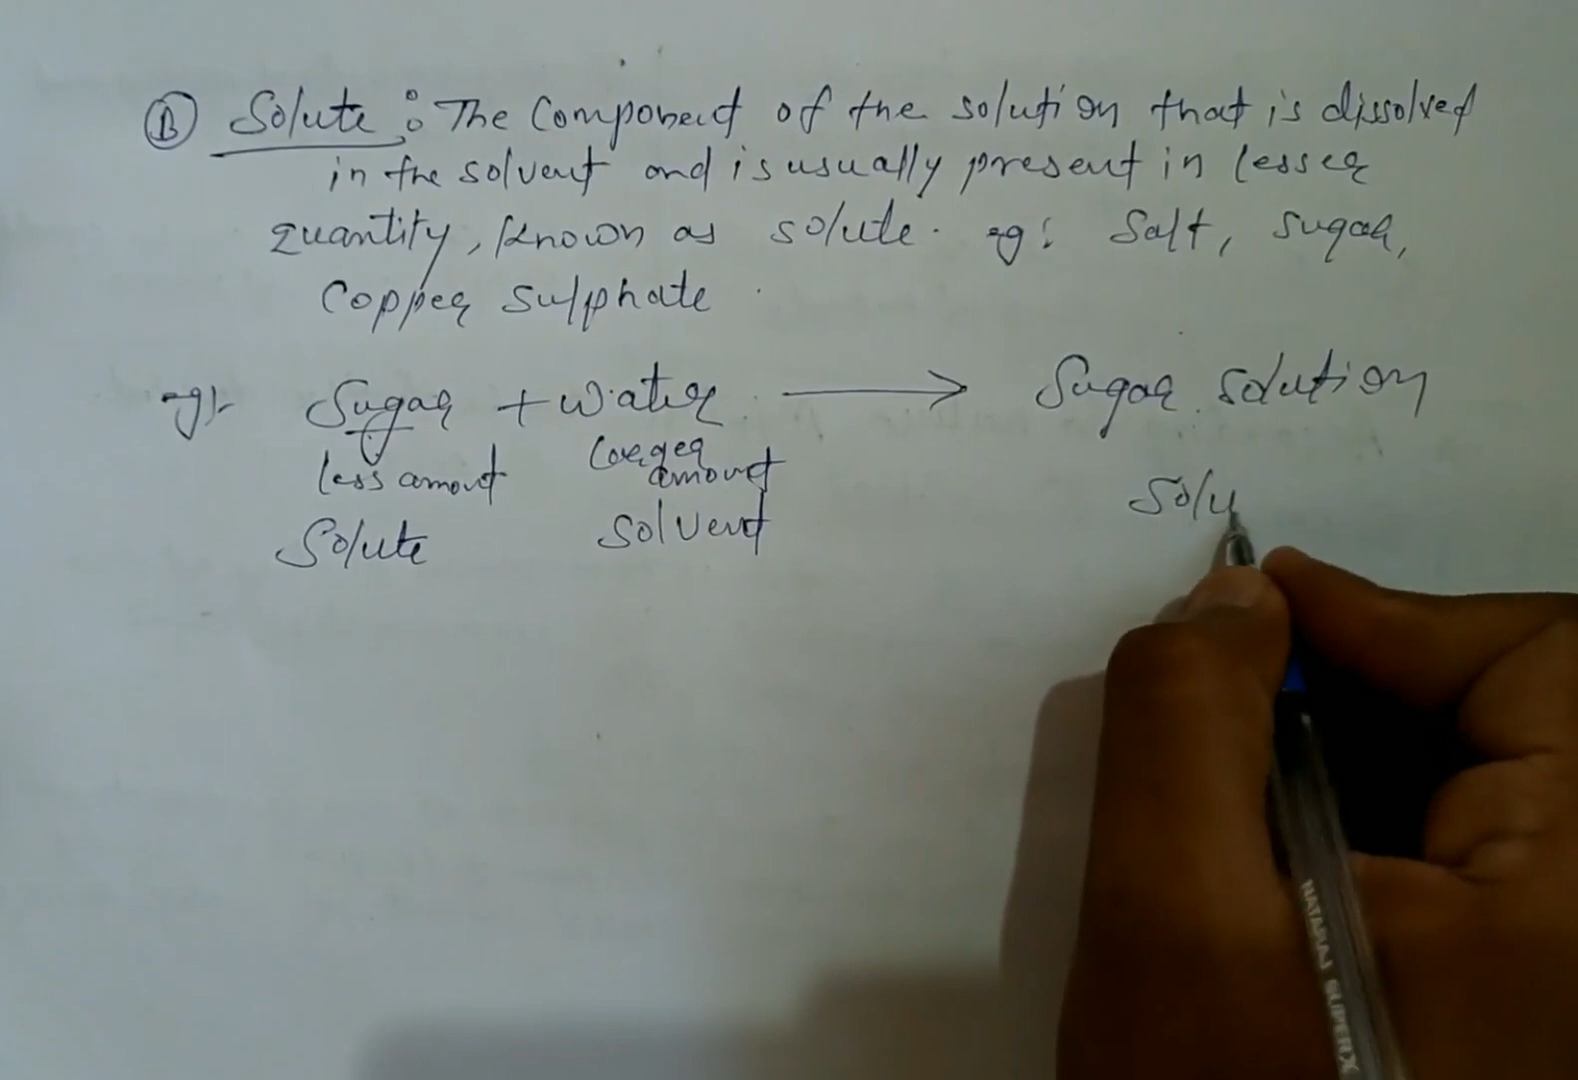 B Solute : The Component of the solution that is dissolved
in the solvent and is usually present in lesser
quantity, known as solute. eg: Salt, sugar,
Copper sulphate.
eg:- Sugar + Water → Sugar solution
less amount larger amount
Solute solvent Solu
NATARAJ SUPERX